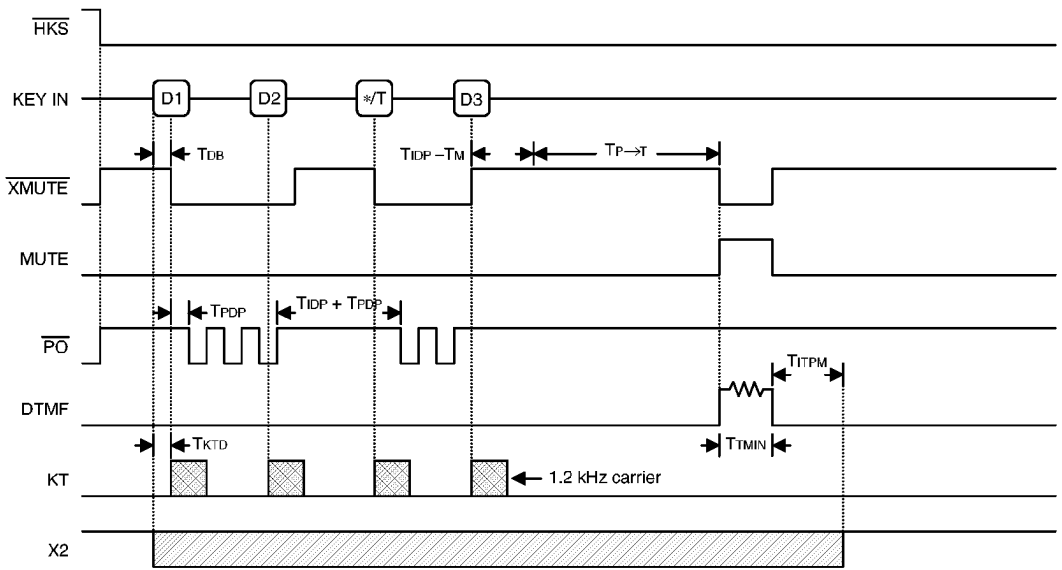 HKS
KEY IN D1 D2 */T D3
TDB TIDP – TM TP→T
XMUTE
MUTE
TPDP TIDP + TPDP
PO
TITPM
DTMF
TKTD TTMIN
KT 1.2 kHz carrier
X2